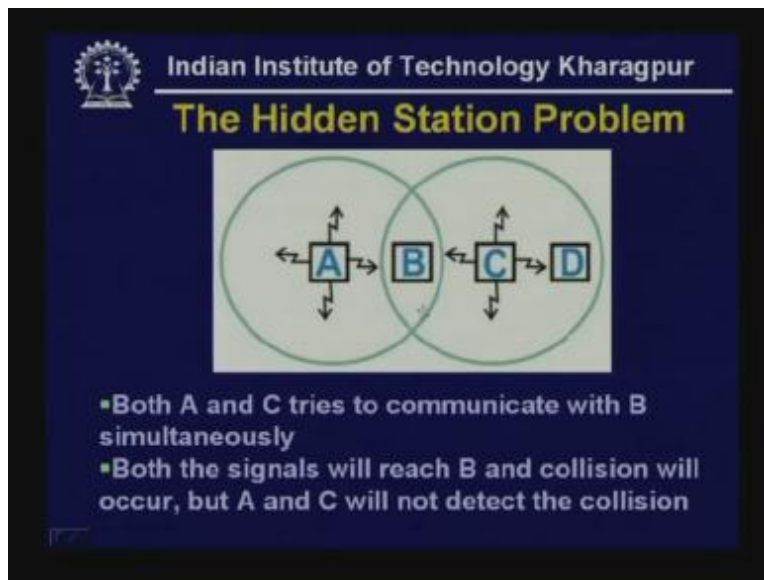 Indian Institute of Technology Kharagpur
The Hidden Station Problem
A B C D
▪Both A and C tries to communicate with B
simultaneously
▪Both the signals will reach B and collision will
occur, but A and C will not detect the collision